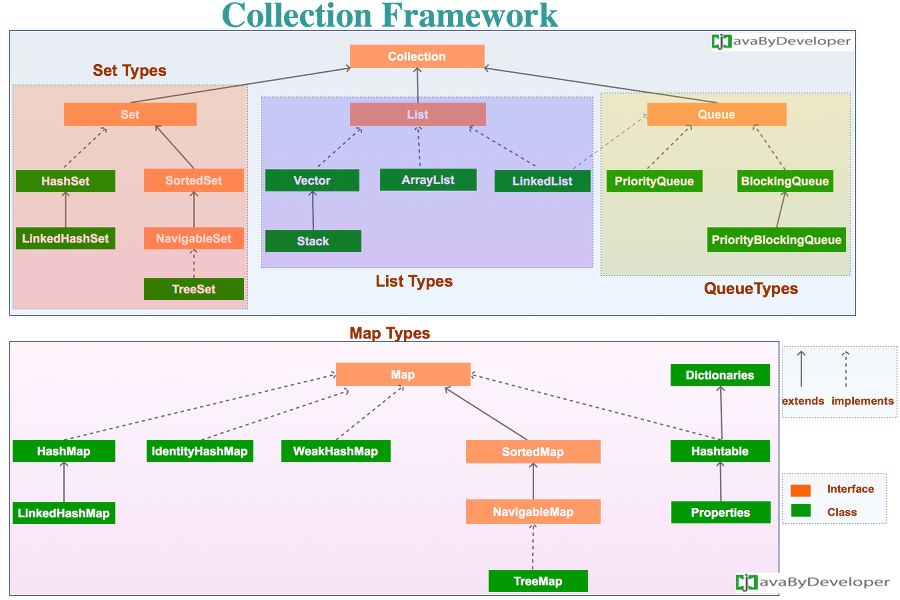 Collection Framework
JavaByDeveloper
Collection
Set Types
Set
List
Queue
HashSet
SortedSet
Vector
ArrayList
LinkedList
PriorityQueue
BlockingQueue
LinkedHashSet
NavigableSet
Stack
PriorityBlockingQueue
TreeSet
List Types
QueueTypes
Map Types
Map
Dictionaries
extends implements
HashMap
IdentityHashMap
WeakHashMap
SortedMap
Hashtable
Interface
Class
LinkedHashMap
NavigableMap
Properties
TreeMap
JavaByDeveloper